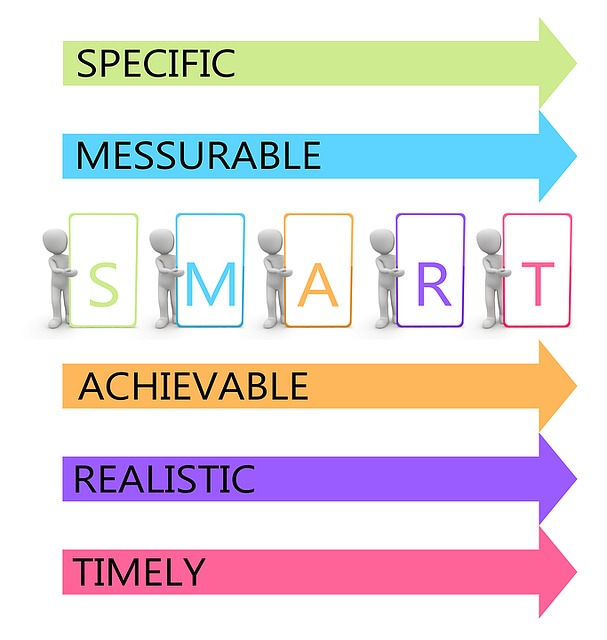 SPECIFIC
MESSURABLE
S M A R T
ACHIEVABLE
REALISTIC
TIMELY